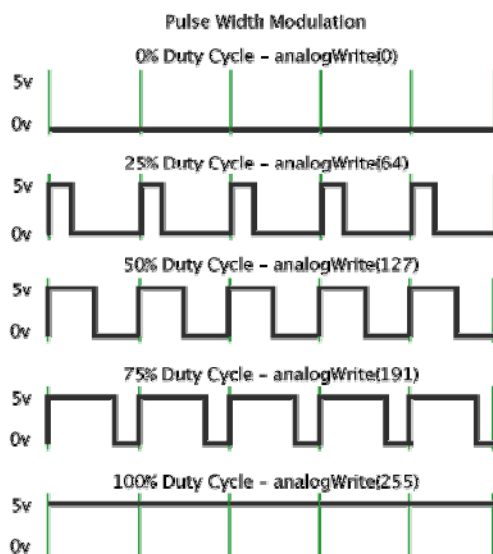 Pulse Width Modulation
0% Duty Cycle – analogWrite(0)
5v
0v
25% Duty Cycle – analogWrite(64)
5v
0v
50% Duty Cycle – analogWrite(127)
5v
0v
75% Duty Cycle – analogWrite(191)
5v
0v
100% Duty Cycle – analogWrite(255)
5v
0v